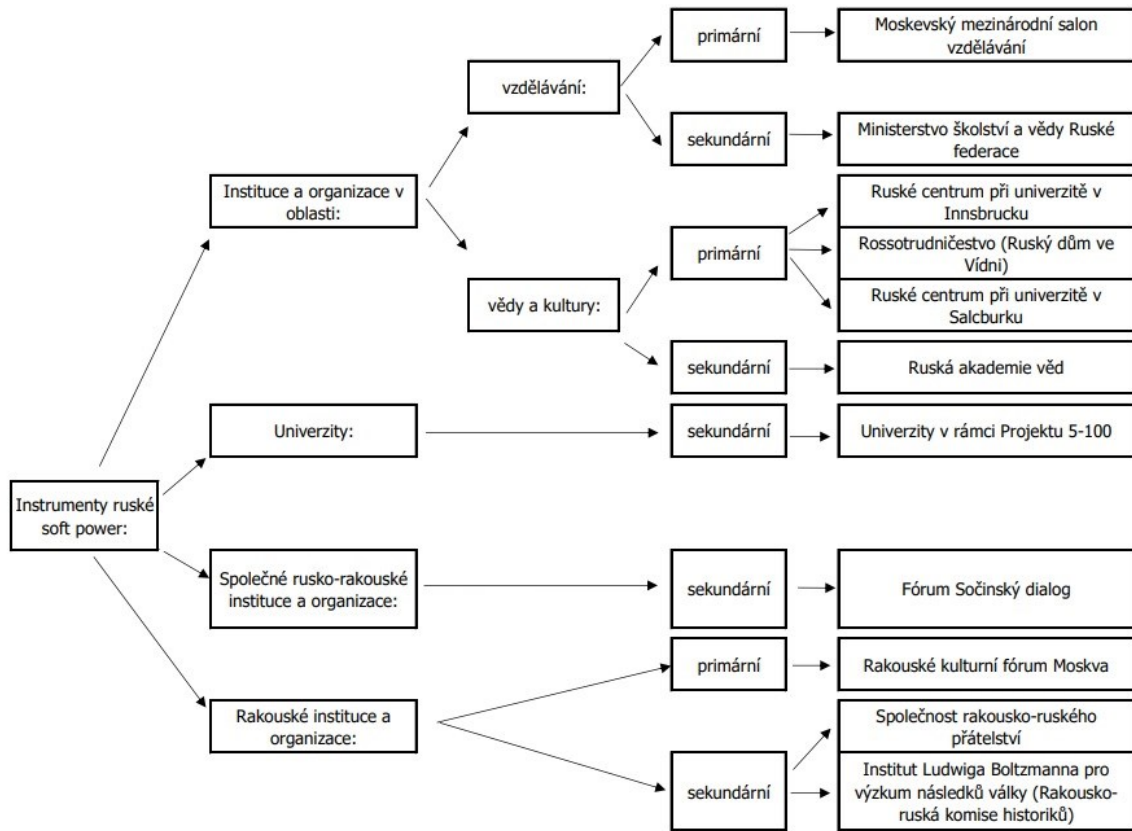 Instrumenty ruské
soft power:
Instituce a organizace v
oblasti:
vzdělávání:
primární
Moskevský mezinárodní salon
vzdělávání
sekundární
Ministerstvo školství a vědy Ruské
federace
vědy a kultury:
primární
Ruské centrum při univerzitě v
Innsbrucku
Rossotrudničestvo (Ruský dům ve
Vídni)
Ruské centrum při univerzitě v
Salcburku
sekundární
Ruská akademie věd
Univerzity:
sekundární
Univerzity v rámci Projektu 5-100
Společné rusko-rakouské
instituce a organizace:
sekundární
Fórum Sočinský dialog
Rakouské instituce a
organizace:
primární
Rakouské kulturní fórum Moskva
sekundární
Společnost rakousko-ruského
přátelství
Institut Ludwiga Boltzmanna pro
výzkum následků války (Rakousko-
ruská komise historiků)